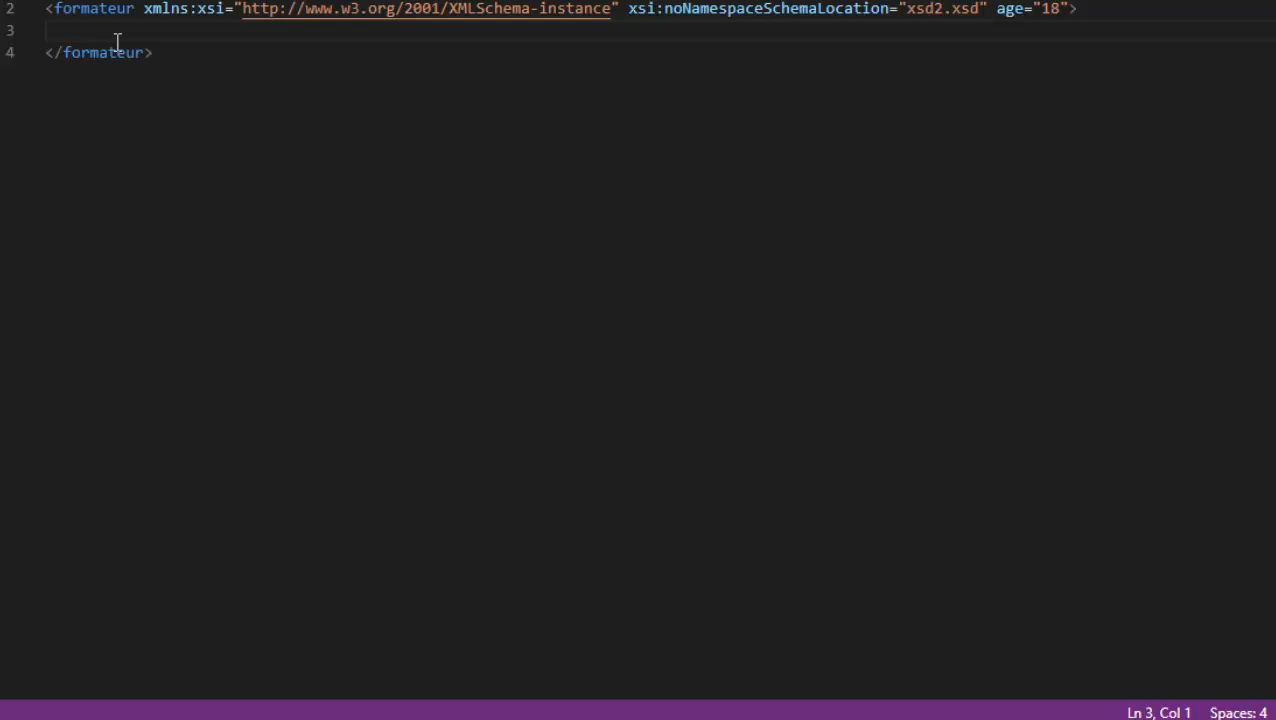 2 <formateur xmlns:xsi="http://www.w3.org/2001/XMLSchema-instance" xsi:noNamespaceSchemaLocation="xsd2.xsd" age="18">
3
4 </formateur>
Ln 3, Col 1 Spaces: 4